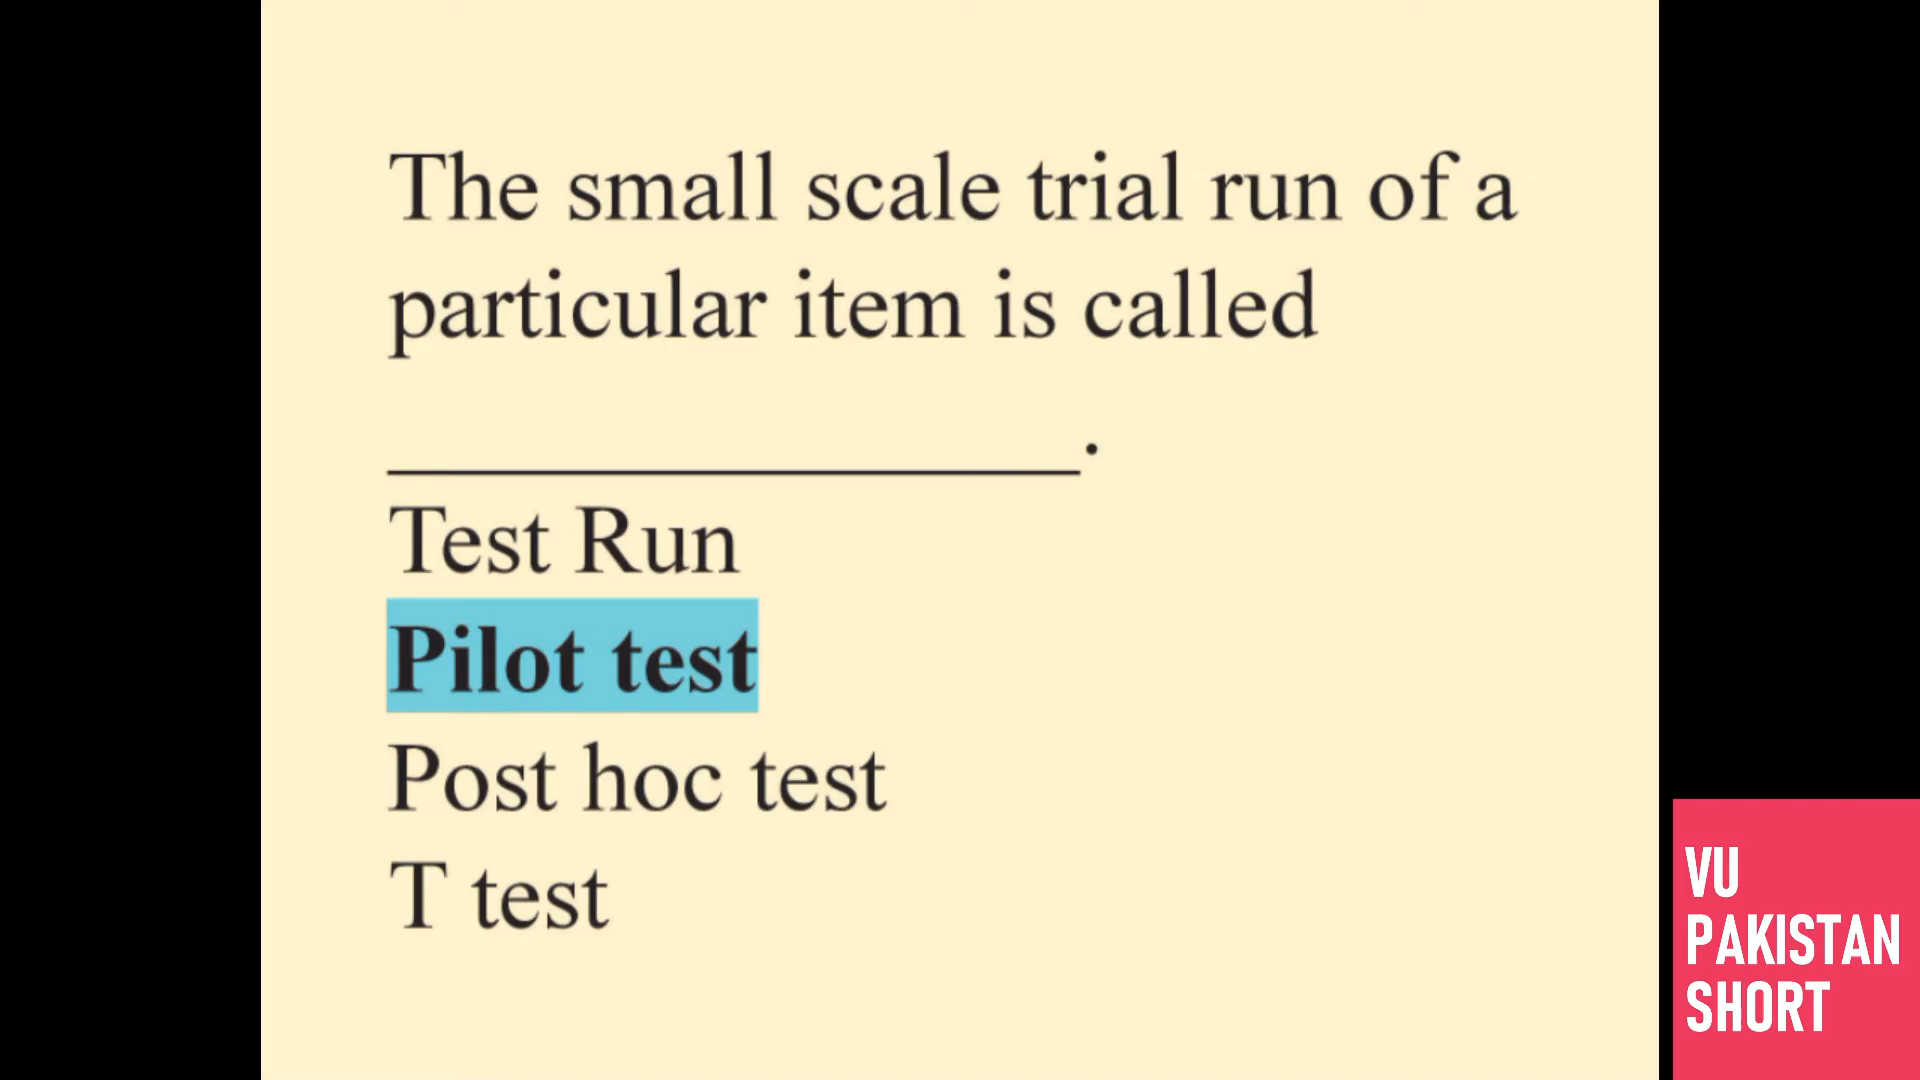 The small scale trial run of a
particular item is called
_______________.
Test Run
Pilot test
Post hoc test
T test
VU
PAKISTAN
SHORT